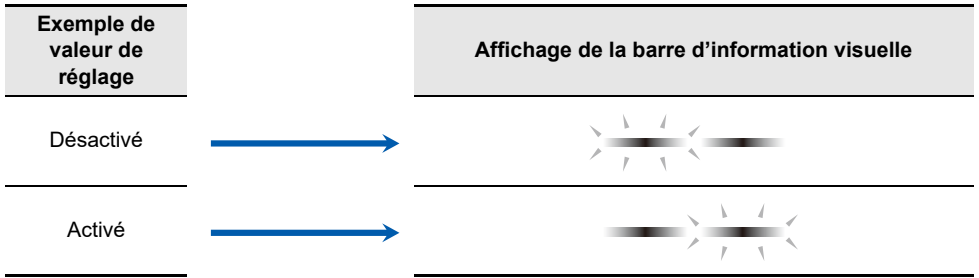 Exemple de
valeur de
réglage
Affichage de la barre d’information visuelle
Désactivé
Activé